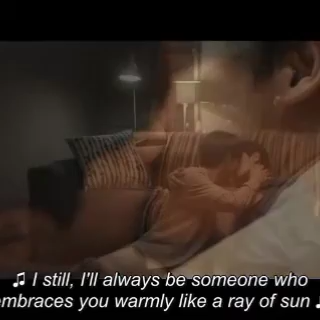 ♫ I still, I'll always be someone who
embraces you warmly like a ray of sun ♫